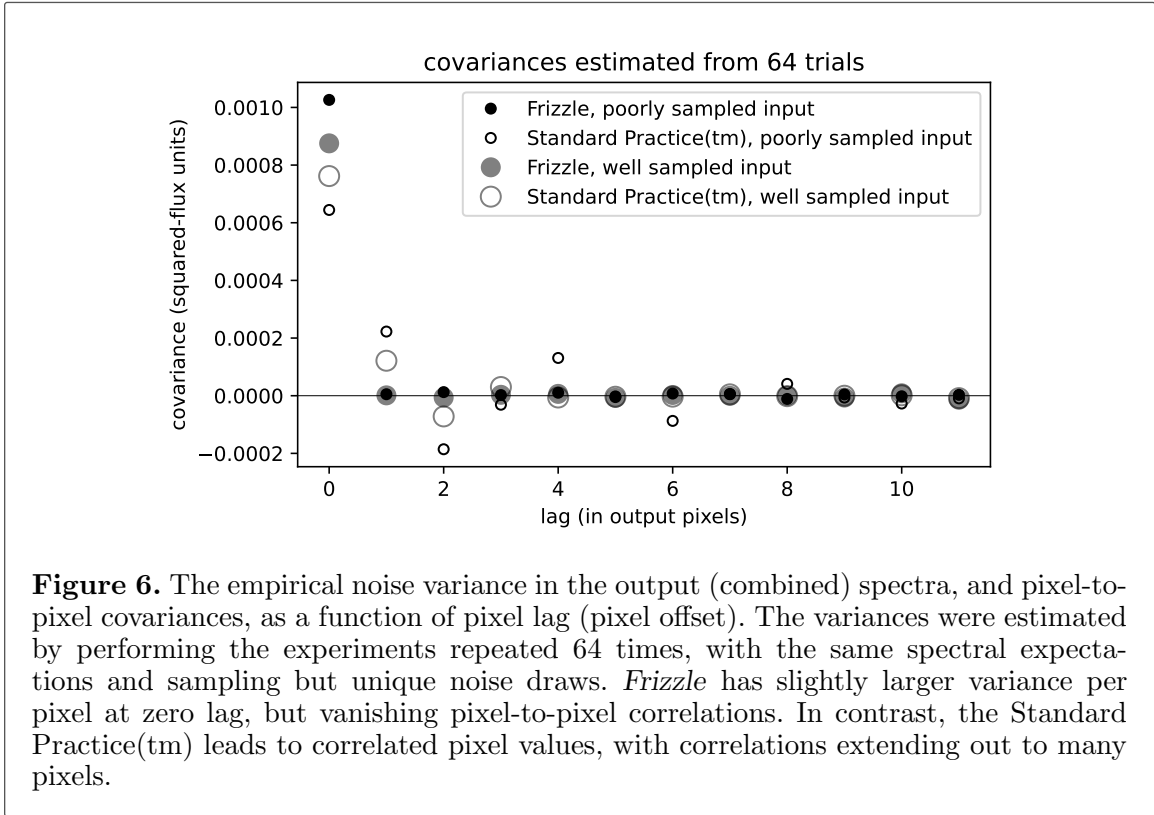 covariances estimated from 64 trials
Frizzle, poorly sampled input
Standard Practice(tm), poorly sampled input
Frizzle, well sampled input
Standard Practice(tm), well sampled input
covariance (squared-flux units)
0.0010
0.0008
0.0006
0.0004
0.0002
0.0000
−0.0002
0 2 4 6 8 10
lag (in output pixels)
Figure 6. The empirical noise variance in the output (combined) spectra, and pixel-to-
pixel covariances, as a function of pixel lag (pixel offset). The variances were estimated
by performing the experiments repeated 64 times, with the same spectral expecta-
tions and sampling but unique noise draws. Frizzle has slightly larger variance per
pixel at zero lag, but vanishing pixel-to-pixel correlations. In contrast, the Standard
Practice(tm) leads to correlated pixel values, with correlations extending out to many
pixels.